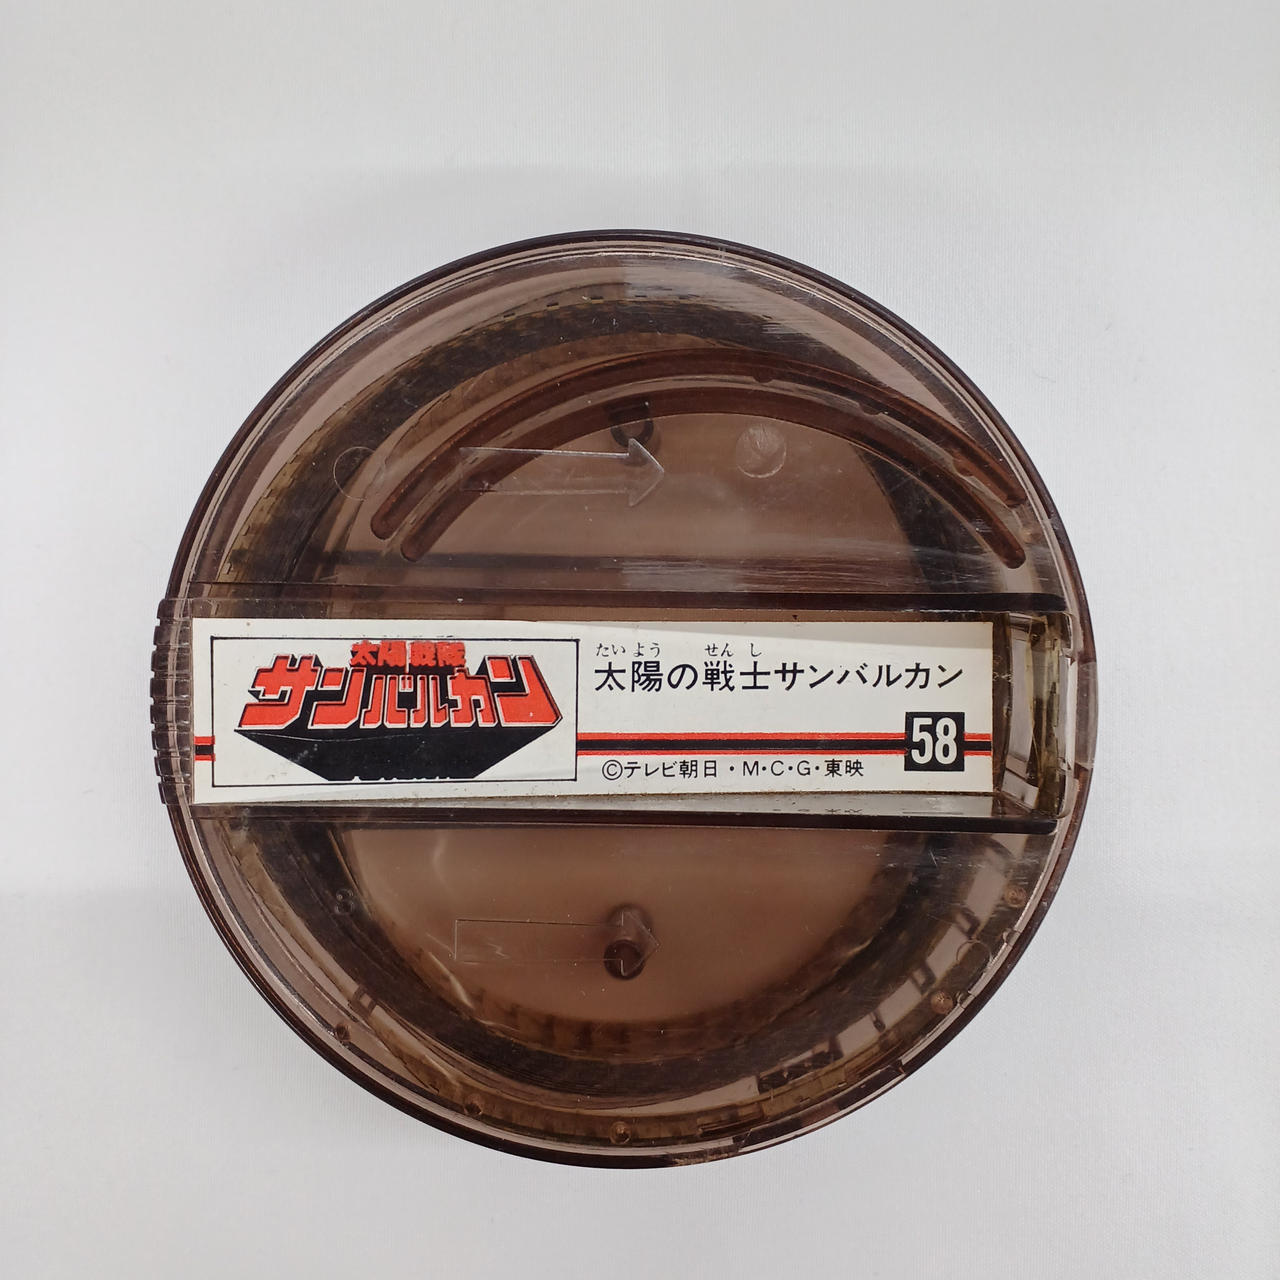 太陽戦隊
サンバルカン
たいよう せんし
太陽の戦士サンバルカン
58
©テレビ朝日・M・C・G・東映
3